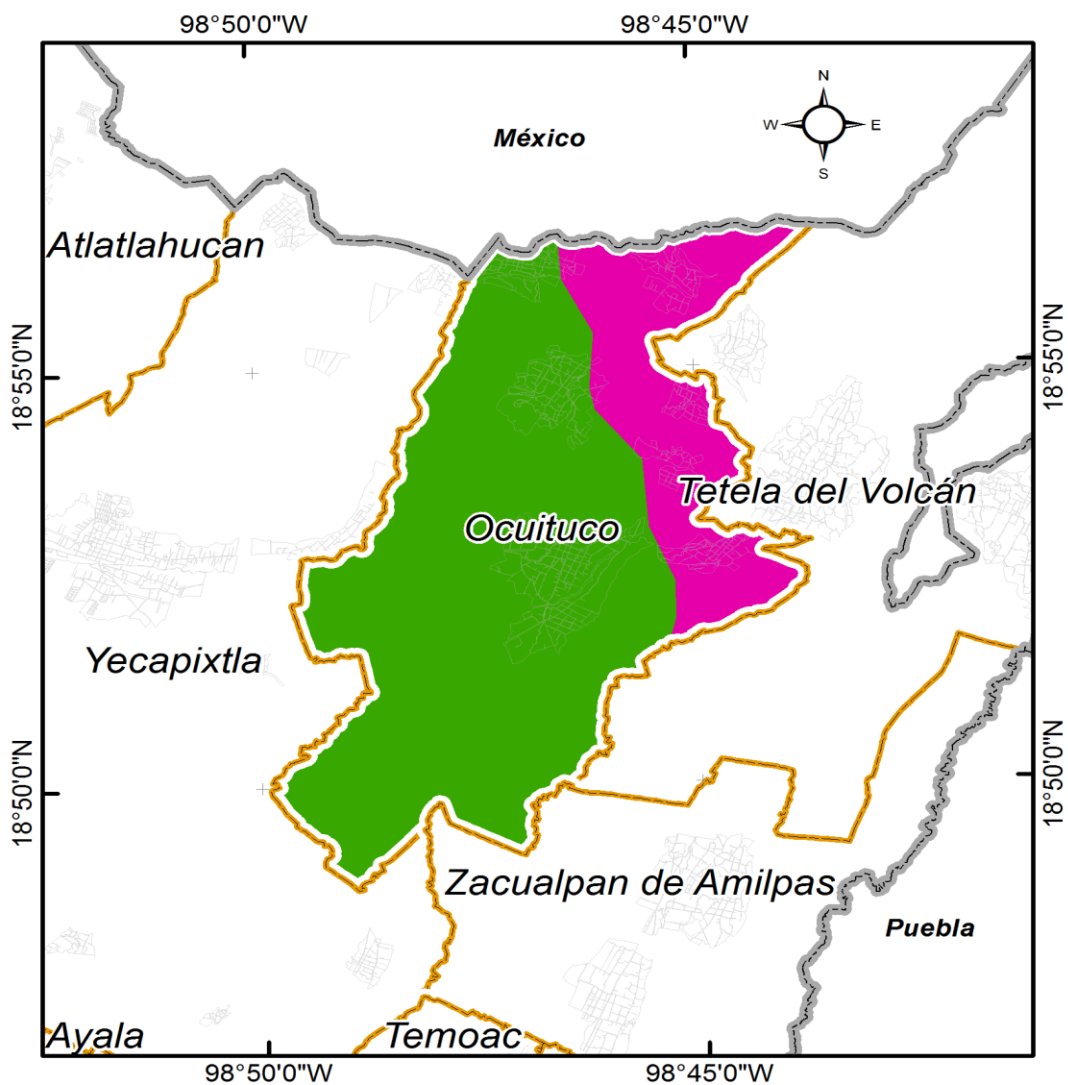 98°50'0"W
98°45'0"W
N
W
E
S
México
Atlatlahucan
18°55'0"N
18°55'0"N
Tetela del Volcán
Ocuituco
Yecapixtla
18°50'0"N
18°50'0"N
Zacualpan de Amilpas
Puebla
Ayala
Temoac
98°50'0"W
98°45'0"W